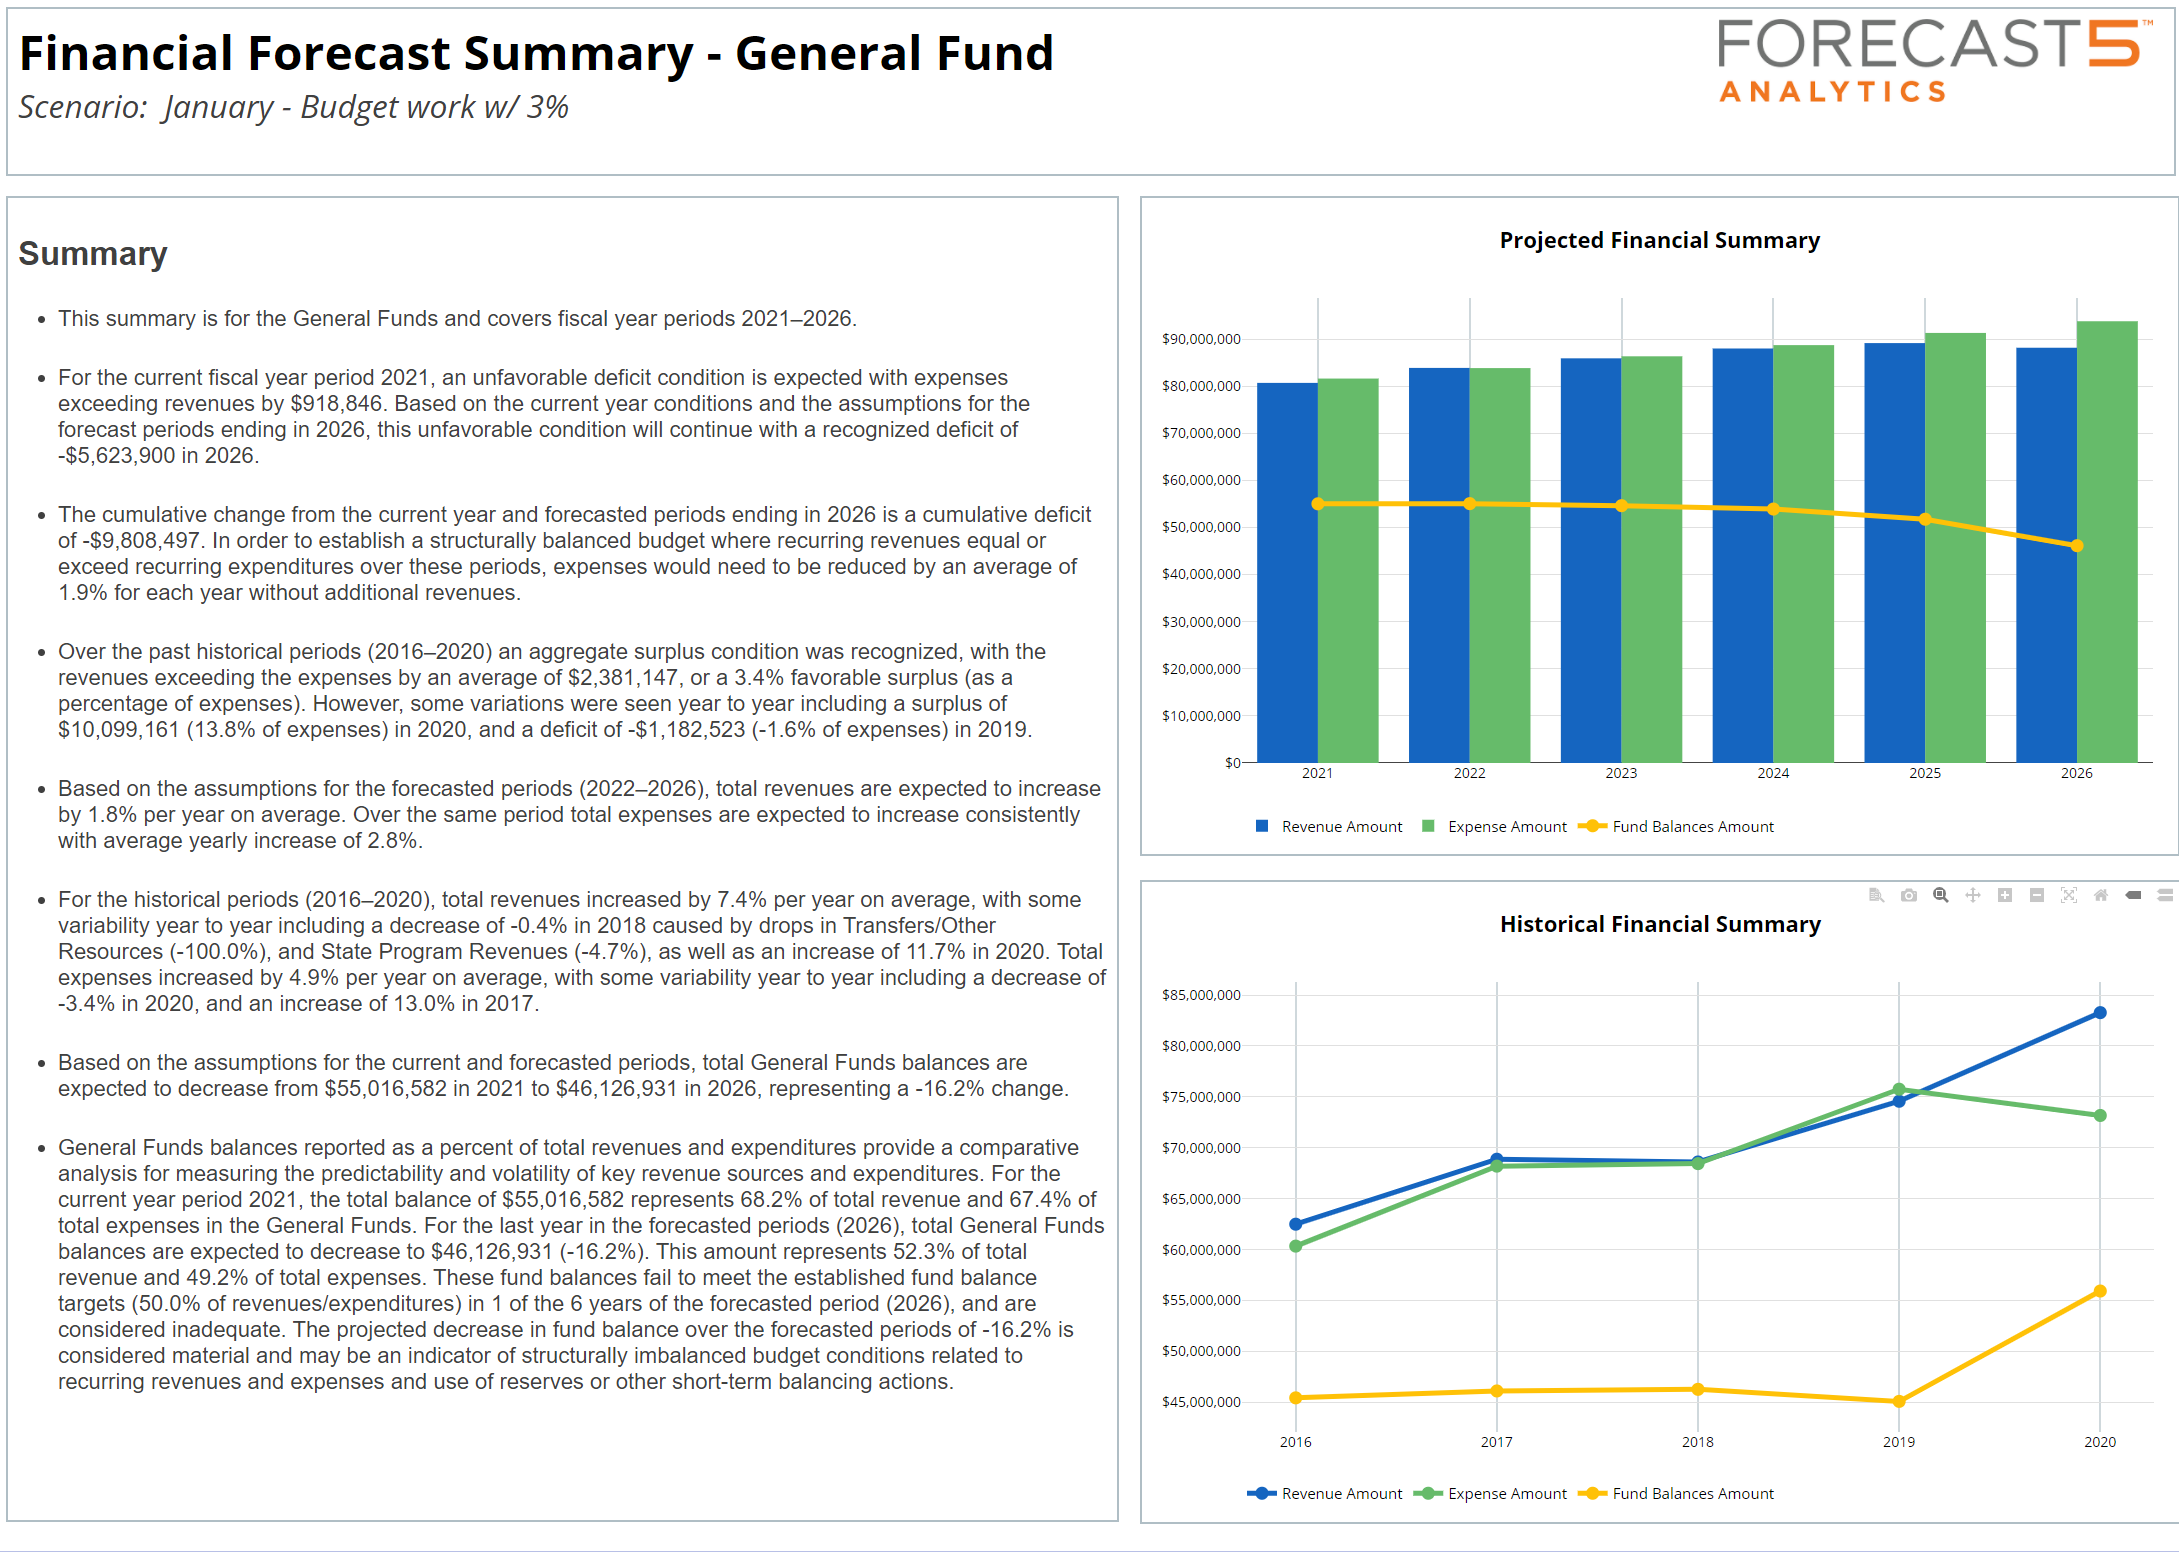 Financial Forecast Summary - General Fund
Scenario:  January - Budget work w/ 3%
FORECAST5™
ANALYTICS
Summary
• This summary is for the General Funds and covers fiscal year periods 2021–2026.
• For the current fiscal year period 2021, an unfavorable deficit condition is expected with expenses
exceeding revenues by $918,846. Based on the current year conditions and the assumptions for the
forecast periods ending in 2026, this unfavorable condition will continue with a recognized deficit of
-$5,623,900 in 2026.
• The cumulative change from the current year and forecasted periods ending in 2026 is a cumulative deficit
of -$9,808,497. In order to establish a structurally balanced budget where recurring revenues equal or
exceed recurring expenditures over these periods, expenses would need to be reduced by an average of
1.9% for each year without additional revenues.
• Over the past historical periods (2016–2020) an aggregate surplus condition was recognized, with the
revenues exceeding the expenses by an average of $2,381,147, or a 3.4% favorable surplus (as a
percentage of expenses). However, some variations were seen year to year including a surplus of
$10,099,161 (13.8% of expenses) in 2020, and a deficit of -$1,182,523 (-1.6% of expenses) in 2019.
• Based on the assumptions for the forecasted periods (2022–2026), total revenues are expected to increase
by 1.8% per year on average. Over the same period total expenses are expected to increase consistently
with average yearly increase of 2.8%.
• For the historical periods (2016–2020), total revenues increased by 7.4% per year on average, with some
variability year to year including a decrease of -0.4% in 2018 caused by drops in Transfers/Other
Resources (-100.0%), and State Program Revenues (-4.7%), as well as an increase of 11.7% in 2020. Total
expenses increased by 4.9% per year on average, with some variability year to year including a decrease of
-3.4% in 2020, and an increase of 13.0% in 2017.
• Based on the assumptions for the current and forecasted periods, total General Funds balances are
expected to decrease from $55,016,582 in 2021 to $46,126,931 in 2026, representing a -16.2% change.
• General Funds balances reported as a percent of total revenues and expenditures provide a comparative
analysis for measuring the predictability and volatility of key revenue sources and expenditures. For the
current year period 2021, the total balance of $55,016,582 represents 68.2% of total revenue and 67.4% of
total expenses in the General Funds. For the last year in the forecasted periods (2026), total General Funds
balances are expected to decrease to $46,126,931 (-16.2%). This amount represents 52.3% of total
revenue and 49.2% of total expenses. These fund balances fail to meet the established fund balance
targets (50.0% of revenues/expenditures) in 1 of the 6 years of the forecasted period (2026), and are
considered inadequate. The projected decrease in fund balance over the forecasted periods of -16.2% is
considered material and may be an indicator of structurally imbalanced budget conditions related to
recurring revenues and expenses and use of reserves or other short-term balancing actions.
Projected Financial Summary
$90,000,000
$80,000,000
$70,000,000
$60,000,000
$50,000,000
$40,000,000
$30,000,000
$20,000,000
$10,000,000
$0
2021 2022 2023 2024 2025 2026
Revenue Amount Expense Amount Fund Balances Amount
Historical Financial Summary
$85,000,000
$80,000,000
$75,000,000
$70,000,000
$65,000,000
$60,000,000
$55,000,000
$50,000,000
$45,000,000
2016 2017 2018 2019 2020
Revenue Amount Expense Amount Fund Balances Amount